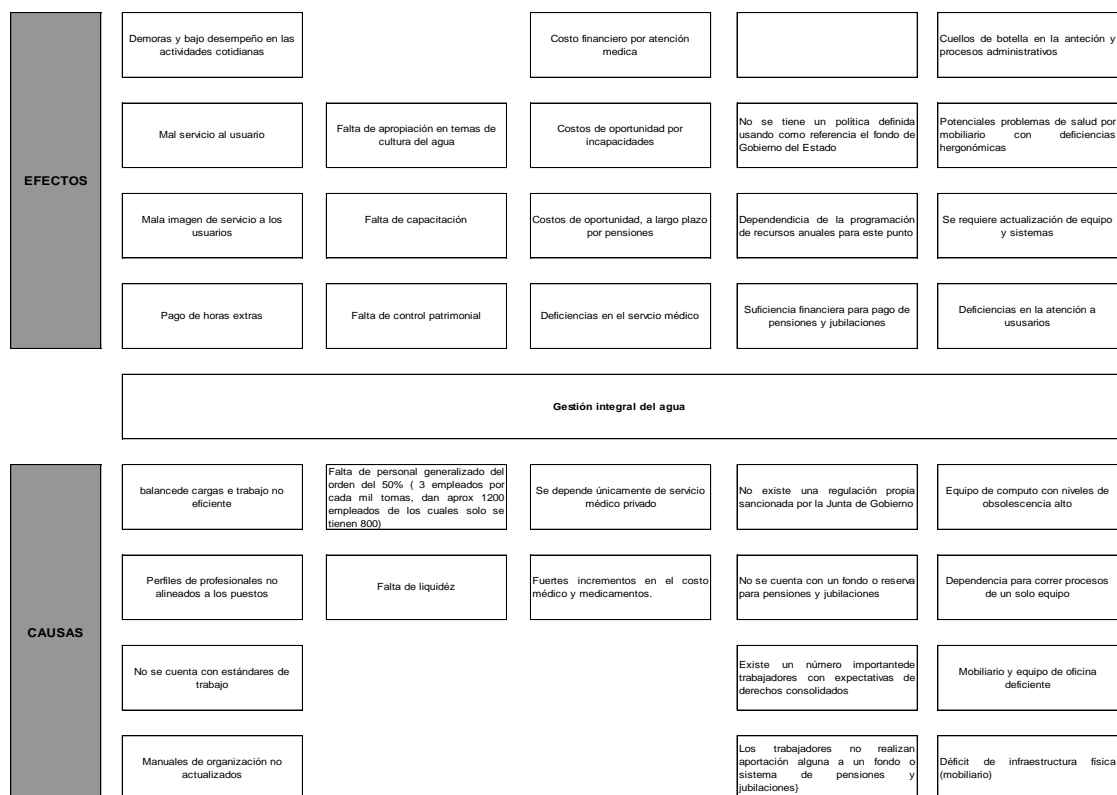 EFECTOS
Demoras y bajo desempeño en las
actividades cotidianas
Costo financiero por atención
medica
Cuellos de botella en la anteción y
procesos administrativos
Mal servicio al usuario
Falta de apropiación en temas de
cultura del agua
Costos de oportunidad por
incapacidades
No se tiene un política definida
usando como referencia el fondo de
Gobierno del Estado
Potenciales problemas de salud por
mobiliario con deficiencias
hergonómicas
Mala imagen de servicio a los
usuarios
Falta de capacitación
Costos de oportunidad, a largo plazo
por pensiones
Dependendicia de la programación
de recursos anuales para este punto
Se requiere actualización de equipo
y sistemas
Pago de horas extras
Falta de control patrimonial
Deficiencias en el servcio médico
Suficiencia financiera para pago de
pensiones y jubilaciones
Deficiencias en la atención a
ususarios
Gestión integral del agua
CAUSAS
balancede cargas e trabajo no
eficiente
Falta de personal generalizado del
orden del 50% ( 3 empleados por
cada mil tomas, dan aprox 1200
empleados de los cuales solo se
tienen 800)
Se depende únicamente de servicio
médico privado
No existe una regulación propia
sancionada por la Junta de Gobierno
Equipo de computo con niveles de
obsolescencia alto
Perfiles de profesionales no
alineados a los puestos
Falta de liquidéz
Fuertes incrementos en el costo
médico y medicamentos.
No se cuenta con un fondo o reserva
para pensiones y jubilaciones
Dependencia para correr procesos
de un solo equipo
No se cuenta con estándares de
trabajo
Existe un número importantede
trabajadores con expectativas de
derechos consolidados
Mobiliario y equipo de oficina
deficiente
Manuales de organización no
actualizados
Los trabajadores no realizan
aportación alguna a un fondo o
sistema de pensiones y
jubilaciones}
Déficit de infraestructura física
(mobiliario)